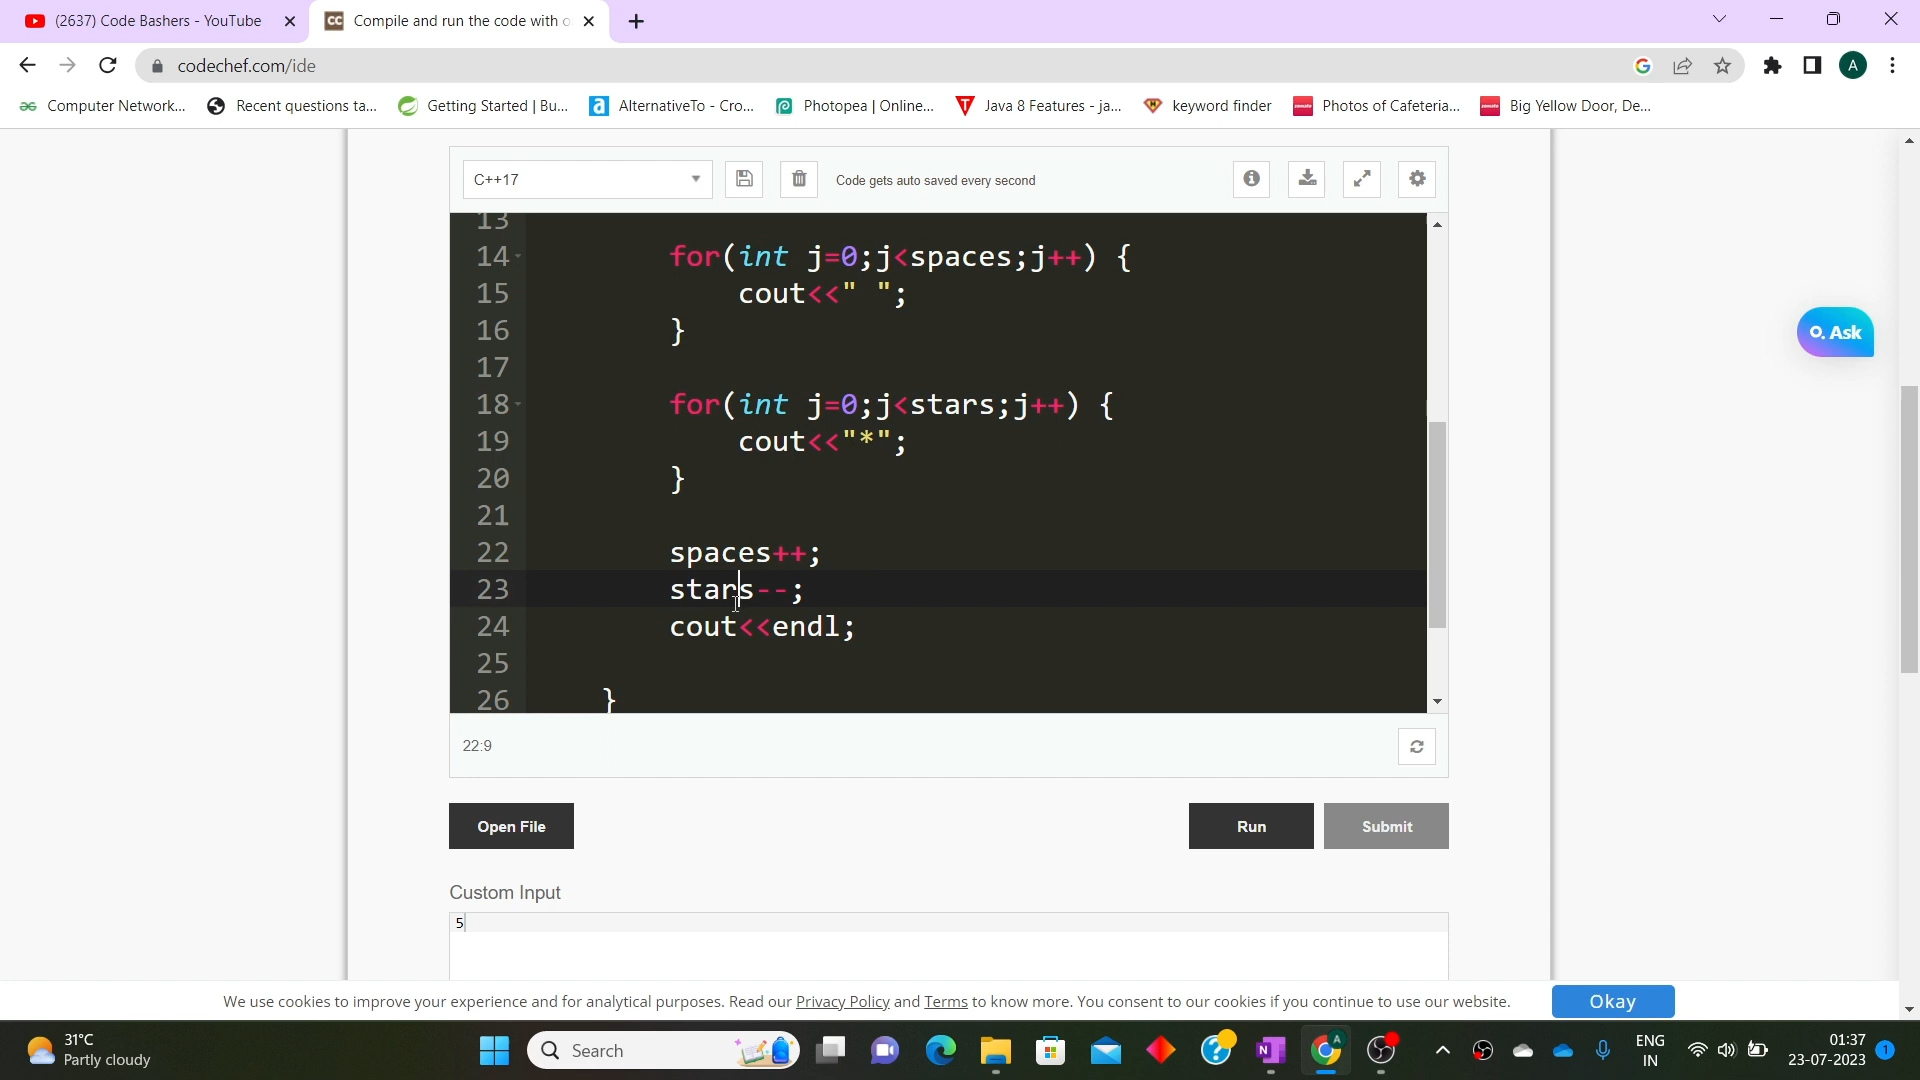 (2637) Code Bashers - YouTube
Compile and run the code with o
codechef.com/ide
Computer Network...
Recent questions ta...
Getting Started | Bu...
AlternativeTo - Cro...
Photopea | Online...
Java 8 Features - ja...
keyword finder
Photos of Cafeteria...
Big Yellow Door, De...
C++17
Code gets auto saved every second
13
14 for(int j=0;j<spaces;j++) {
15 cout<<" ";
16 }
17
18 for(int j=0;j<stars;j++) {
19 cout<<"*";
20 }
21
22 spaces++;
23 stars--;
24 cout<<endl;
25
26 }
Ask
22:9
Open File
Run
Submit
Custom Input
5
We use cookies to improve your experience and for analytical purposes. Read our Privacy Policy and Terms to know more. You consent to our cookies if you continue to use our website.
Okay
31°C
Partly cloudy
Search
ENG
IN
01:37
23-07-2023
1